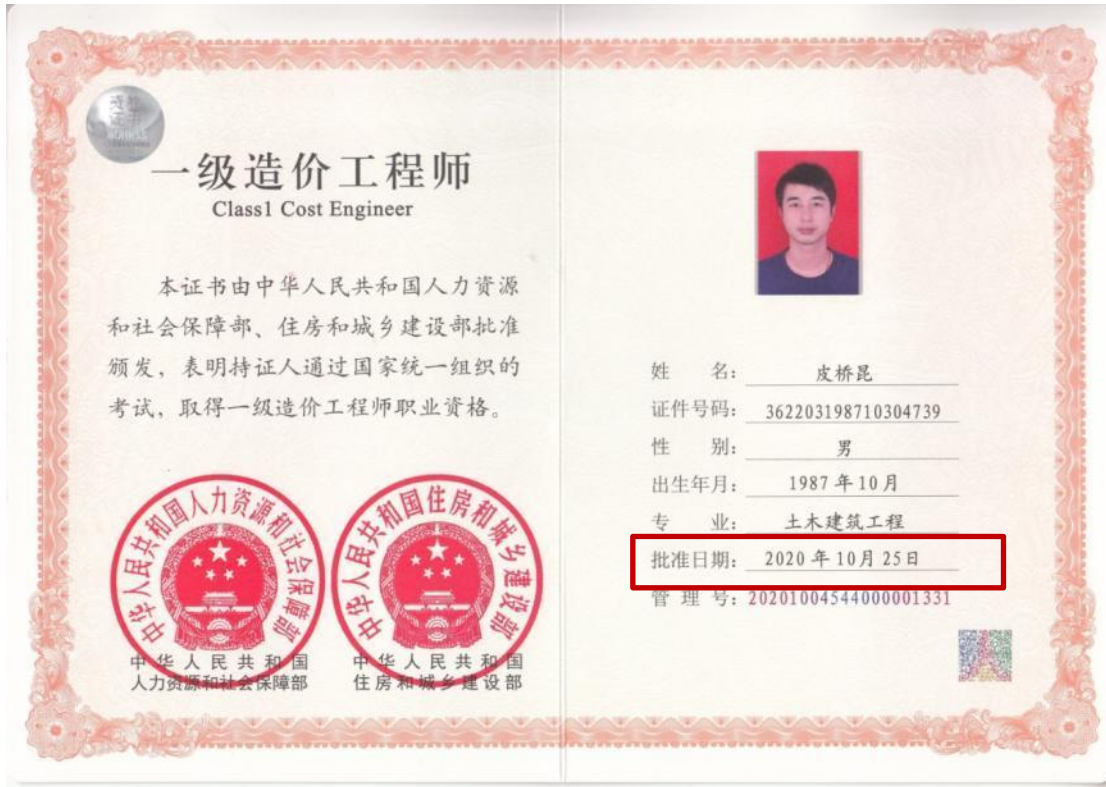 一级造价工程师
Class1 Cost Engineer
本证书由中华人民共和国人力资源
和社会保障部、住房和城乡建设部批准
颁发，表明持证人通过国家统一组织的
考试，取得一级造价工程师职业资格。
中华人民共和国人力资源和社会保障部
中华人民共和国住房和城乡建设部
中华人民共和国
人力资源和社会保障部
中华人民共和国
住房和城乡建设部
姓 名： 皮桥昆
证件号码： 362203198710304739
性 别： 男
出生年月： 1987年10月
专 业： 土木建筑工程
批准日期： 2020年10月25日
管 理 号： 20201004544000001331